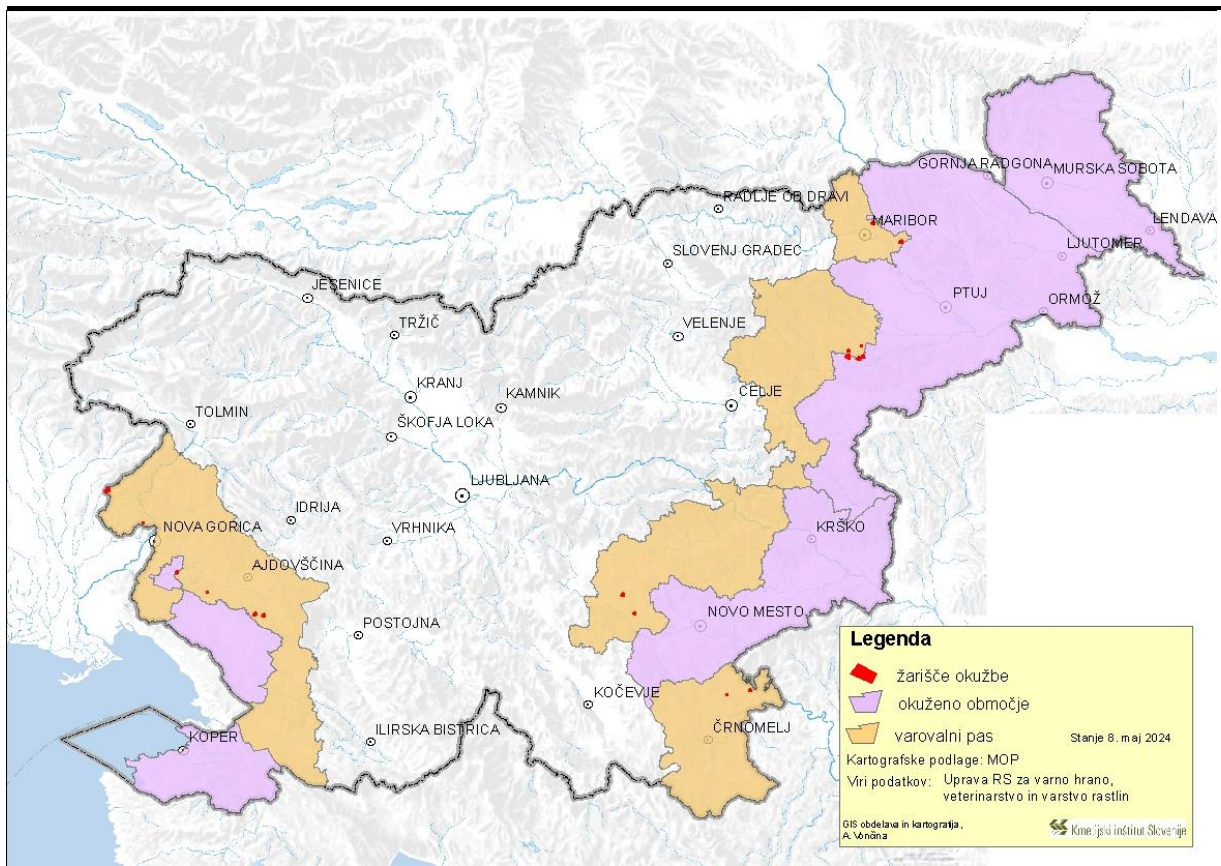 GORNJA RADGONA
MURSKA SOBOTA
RADLJE OB DRAVI
MARIBOR
LENDAVA
SLOVENJ GRADEC
LJUTOMER
JESENICE
PTUJ
ORMOŽ
TRŽIČ
VELENJE
KRANJ
KAMNIK
CELJE
TOLMIN
ŠKOFJA LOKA
LJUBLJANA
IDRIJA
NOVA GORICA
VRHNIKA
KRŠKO
AJDOVŠČINA
NOVO MESTO
POSTOJNA
KOČEVJE
KOPER
ILIRSKA BISTRICA
ČRNOMELJ
Legenda
žarišče okužbe
okuženo območje
varovalni pas
Stanje 8. maj 2024
Kartografske podlage: MOP
Viri podatkov: Uprava RS za varno hrano,
veterinarstvo in varstvo rastlin
GIS obdelava in kartografija,
A. Vončina
Kmetijski inštitut Slovenije